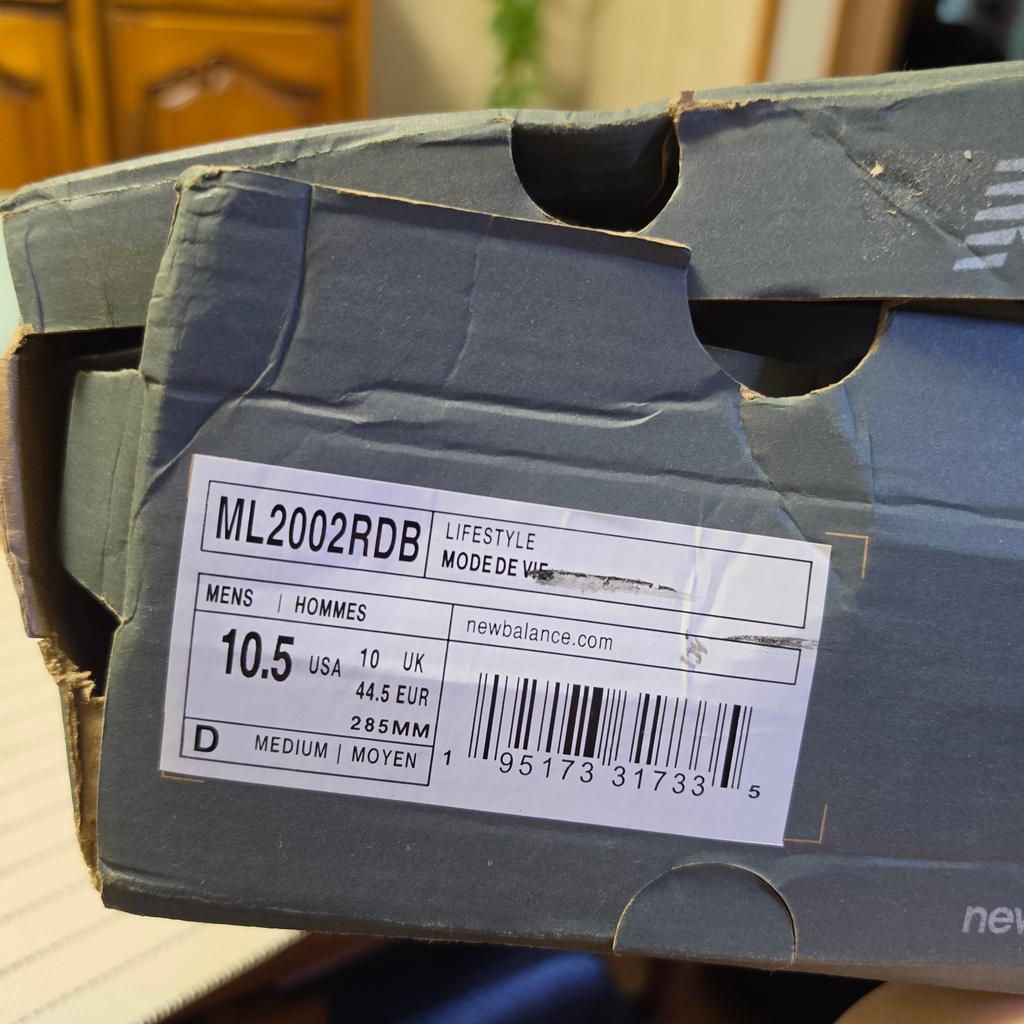 ML2002RDB
LIFESTYLE
MODE DE VIE
MENS | HOMMES
newbalance.com
10.5 USA 10 UK
44.5 EUR
285MM
D MEDIUM | MOYEN
1 95173 31733 5
new